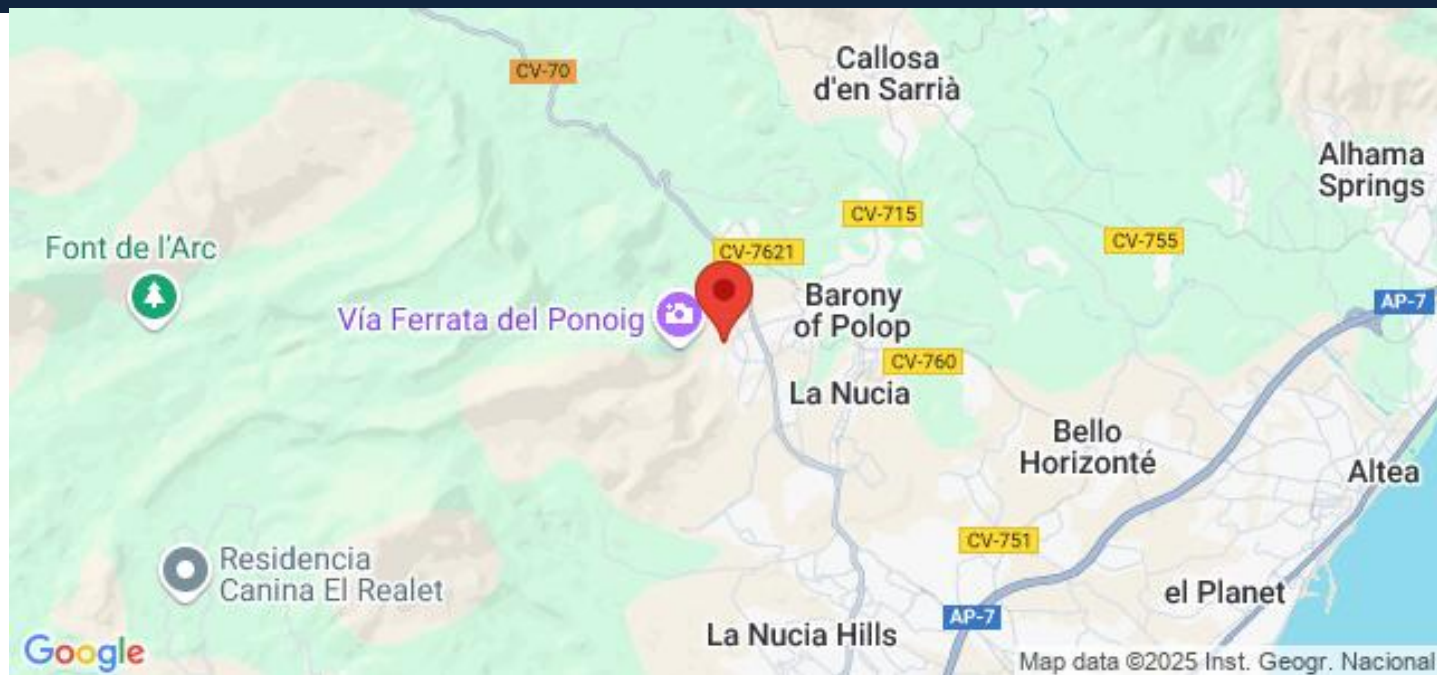 CV-70
Callosa
d'en Sarrià
Alhama
Springs
CV-715
CV-755
Font de l'Arc
CV-7621
Vía Ferrata del Ponoig
Barony
of Polop
AP-7
CV-760
La Nucia
Bello
Horizonté
Altea
CV-751
Residencia
Canina El Realet
el Planet
AP-7
La Nucia Hills
Google
Map data ©2025 Inst. Geogr. Nacional